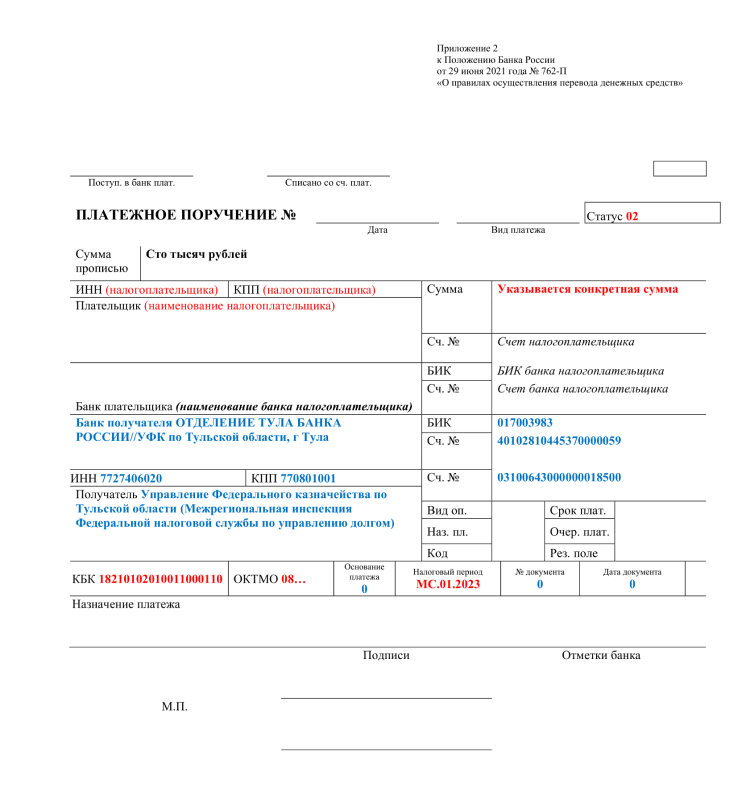 Приложение 2
к Положению Банка России
от 29 июня 2021 года № 762-П
«О правилах осуществления перевода денежных средств»
Поступ. в банк плат.
Списано со сч. плат.
ПЛАТЕЖНОЕ ПОРУЧЕНИЕ №
Статус 02
Дата
Вид платежа
Сумма
прописью
Сто тысяч рублей
ИНН (налогоплательщика)
КПП (налогоплательщика)
Сумма
Указывается конкретная сумма
Плательщик (наименование налогоплательщика)
Сч. №
Счет налогоплательщика
БИК
БИК банка налогоплательщика
Сч. №
Счет банка налогоплательщика
Банк плательщика (наименование банка налогоплательщика)
Банк получателя ОТДЕЛЕНИЕ ТУЛА БАНКА
РОССИИ//УФК по Тульской области, г Тула
БИК
017003983
Сч. №
40102810445370000059
ИНН 7727406020
КПП 770801001
Сч. №
03100643000000018500
Получатель Управление Федерального казначейства по
Тульской области (Межрегиональная инспекция
Федеральной налоговой службы по управлению долгом)
Вид оп.
Срок плат.
Наз. пл.
Очер. плат.
Код
Рез. поле
КБК 18210102010011000110
ОКТМО 08…
Основание
платежа
0
Налоговый период
МС.01.2023
№ документа
0
Дата документа
0
Назначение платежа
Подписи
Отметки банка
М.П.